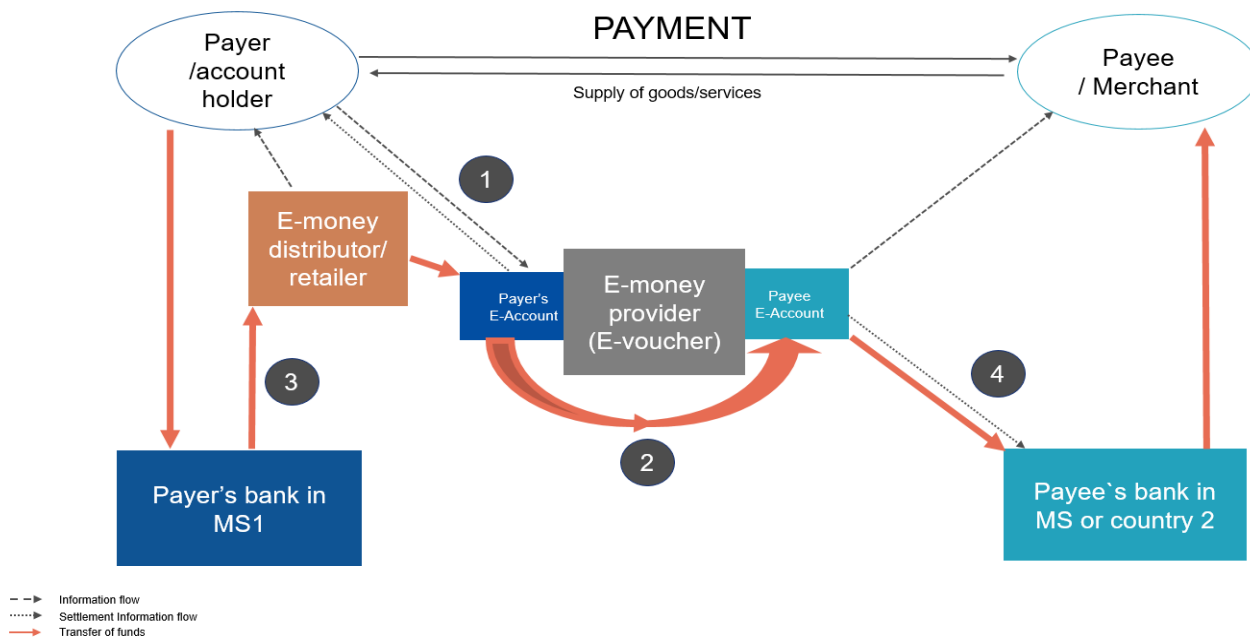 PAYMENT
Payer
/account
holder
Payee
/ Merchant
Supply of goods/services
1
E-money
distributor/
retailer
Payer's
E-Account
E-money
provider
(E-voucher)
Payee
E-Account
3
4
2
Payer’s bank in
MS1
Payee`s bank in
MS or country 2
Information flow
Settlement Information flow
Transfer of funds